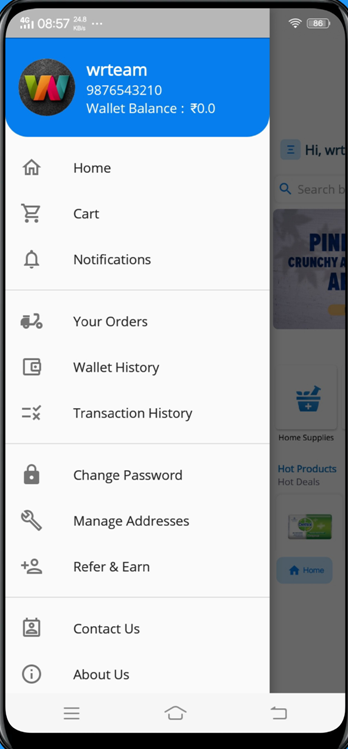 4G 08:57 24.8 KB/s ... 86
wrteam
9876543210
Wallet Balance : ₹0.0
Hi, wrt
Home
Search b
Cart
Notifications
PIN
CRUNCHY A
Your Orders
Wallet History
Transaction History
Home Supplies
Hot Products
Change Password
Hot Deals
Manage Addresses
Refer & Earn
Home
Contact Us
About Us